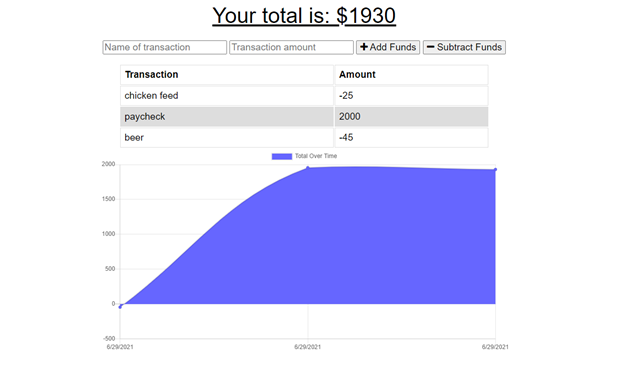 Your total is: $1930
Name of transaction Transaction amount + Add Funds − Subtract Funds
Transaction Amount
chicken feed -25
paycheck 2000
beer -45
Total Over Time
2000
1500
1000
500
0
-500
6/29/2021 6/29/2021 6/29/2021